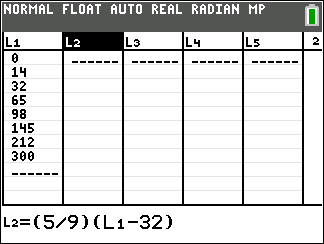 NORMAL FLOAT AUTO REAL RADIAN MP
L1 L2 L3 L4 L5 2
0 ------ ------ ------ ------
14
32
65
98
145
212
300
------
L2=(5/9)(L1-32)